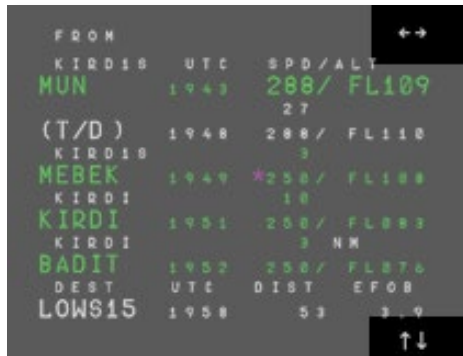 FROM ←→
KIRD1S UTC SPD/ALT
MUN 1943 288/ FL109
27
(T/D) 1948 288/ FL110
KIRD1S 3
MEBEK 1949 *250/ FL100
KIRDI 10
KIRDI 1951 250/ FL083
KIRDI 3 NM
BADIT 1952 250/ FL076
DEST UTC DIST EFOB
LOWS15 1958 53 3.9
↑↓